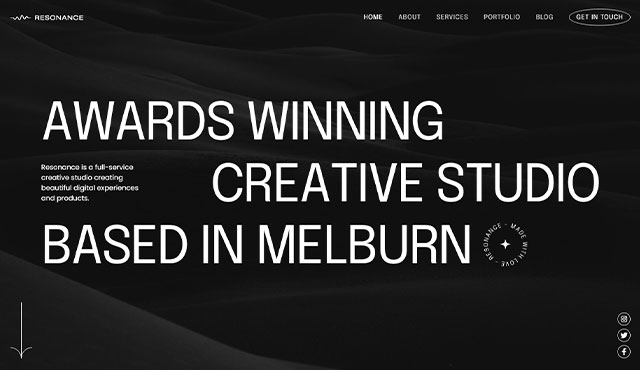 RESONANCE
HOME ABOUT SERVICES PORTFOLIO BLOG GET IN TOUCH
AWARDS WINNING
Resonance is a full-service
creative studio creating
beautiful digital experiences
and products.
CREATIVE STUDIO
BASED IN MELBURN
RESONANCE - MADE WITH LOVE -